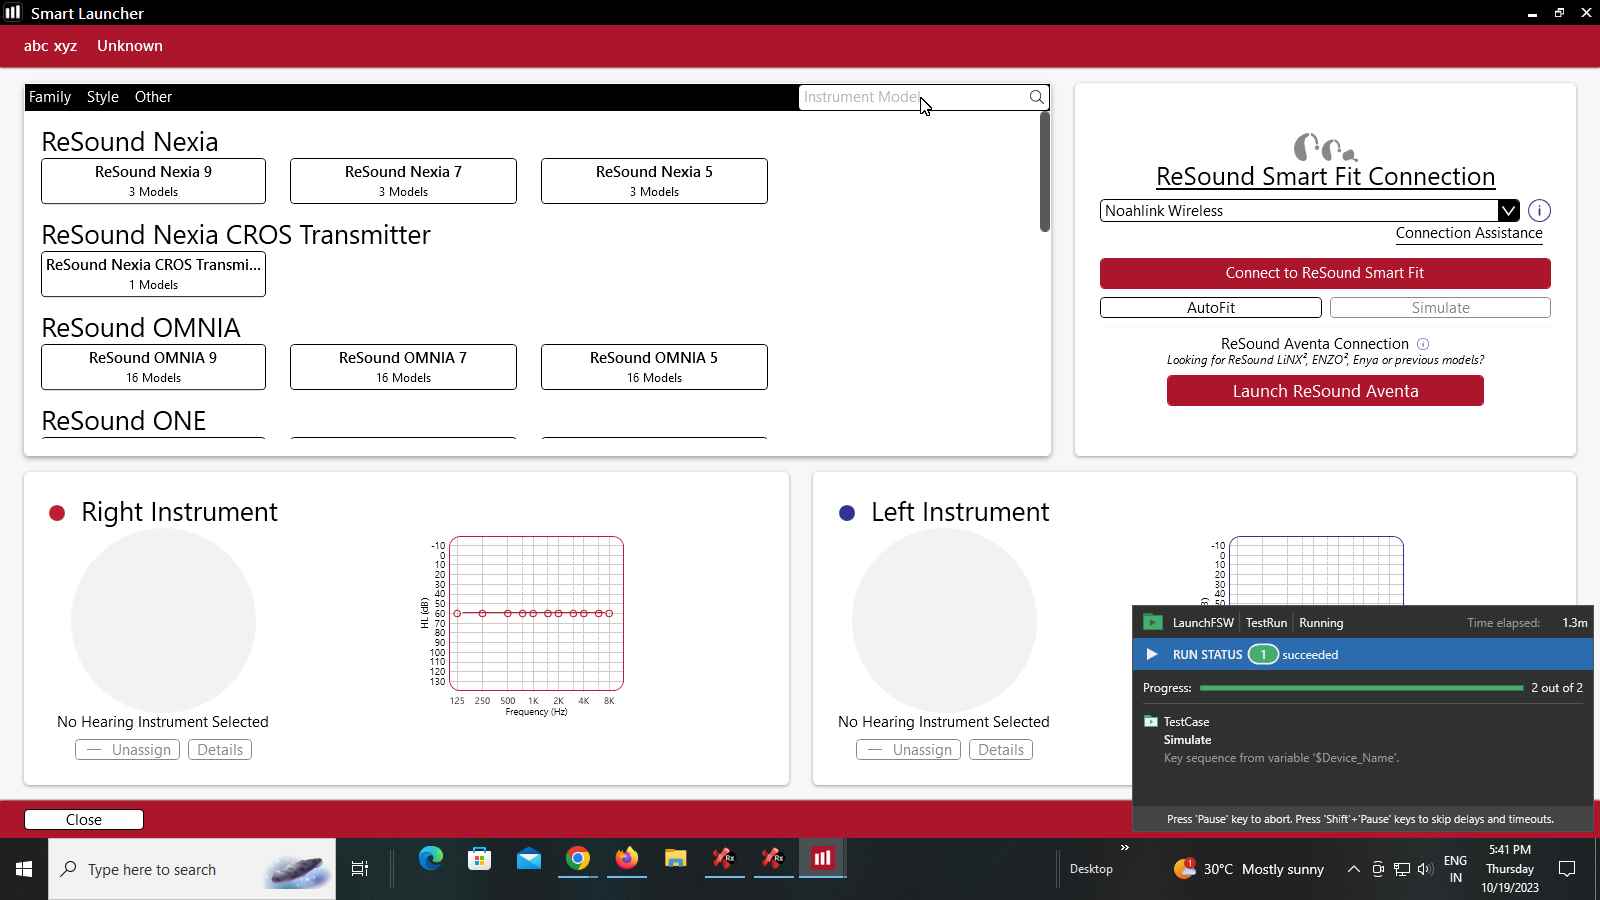 Smart Launcher
abc xyz Unknown
Family Style Other
ReSound Nexia
ReSound Nexia 9
3 Models
ReSound Nexia 7
3 Models
ReSound Nexia 5
3 Models
ReSound Nexia CROS Transmitter
ReSound Nexia CROS Transmi...
1 Models
ReSound OMNIA
ReSound OMNIA 9
16 Models
ReSound OMNIA 7
16 Models
ReSound OMNIA 5
16 Models
ReSound ONE
Instrument Model
ReSound Smart Fit Connection
Noahlink Wireless
Connection Assistance
Connect to ReSound Smart Fit
AutoFit
Simulate
ReSound Aventa Connection
Looking for ReSound LiNX², ENZO², Enya or previous models?
Launch ReSound Aventa
Right Instrument
No Hearing Instrument Selected
Unassign
Details
HL (dB)
-10
0
10
20
30
40
50
60
70
80
90
100
110
120
130
125 250 500 1K 2K 4K 8K
Frequency (Hz)
Left Instrument
No Hearing Instrument Selected
Unassign
Details
-10
0
10
20
30
40
50
LaunchFSW TestRun Running
Time elapsed: 1.3m
RUN STATUS 1 succeeded
Progress: 2 out of 2
TestCase
Simulate
Key sequence from variable '$Device_Name'.
Press 'Pause' key to abort. Press 'Shift'+'Pause' keys to skip delays and timeouts.
Close
Type here to search
Rx
Rx
Desktop
30°C Mostly sunny
ENG
IN
5:41 PM
Thursday
10/19/2023